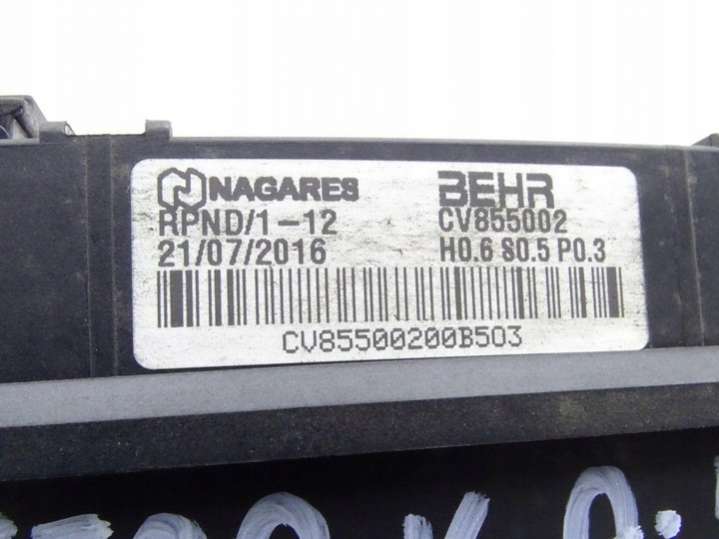 NAGARES BEHR
RPND/1-12 CV855002
21/07/2016 H0.6 S0.5 P0.3
CV85500200B503